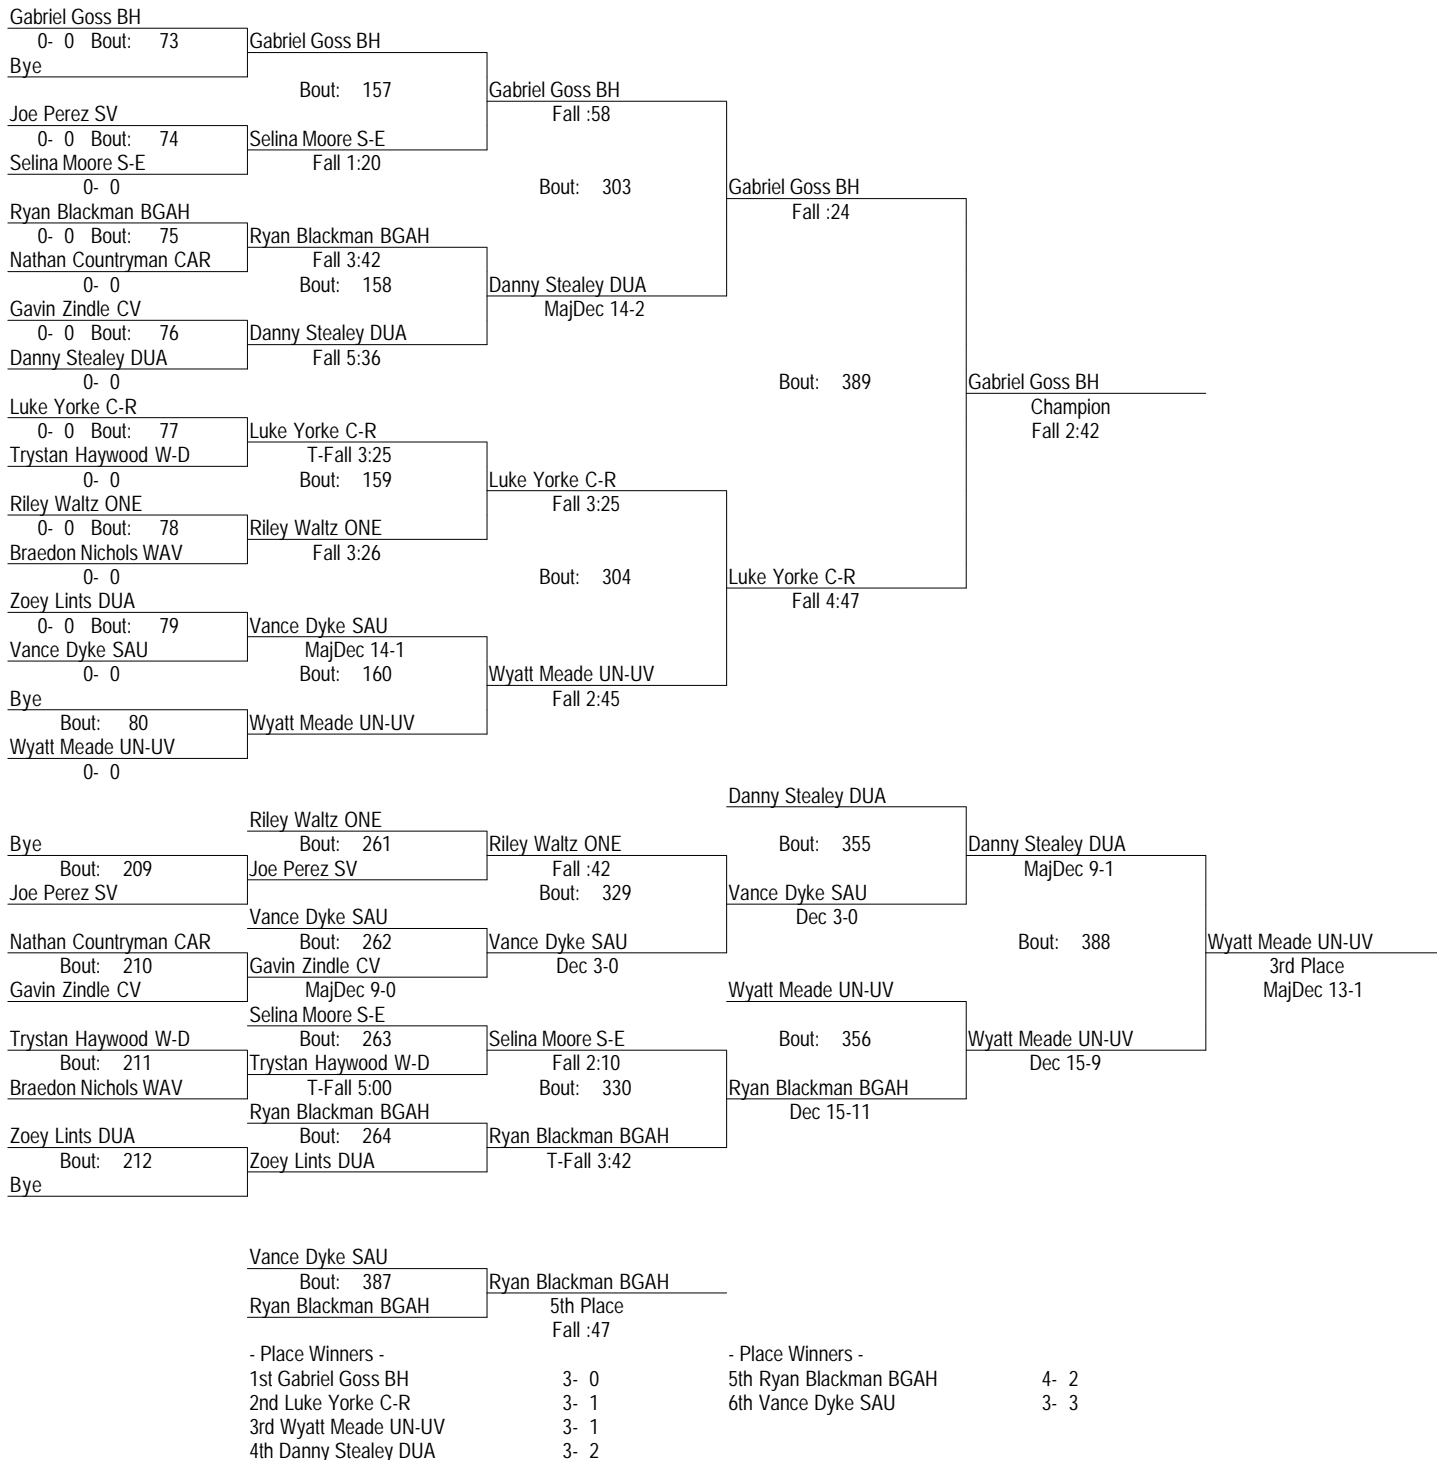 Gabriel Goss BH
0- 0 Bout: 73 Gabriel Goss BH
Bye
Bout: 157 Gabriel Goss BH
Joe Perez SV Fall :58
0- 0 Bout: 74 Selina Moore S-E
Selina Moore S-E Fall 1:20
0- 0 Bout: 303 Gabriel Goss BH
Ryan Blackman BGAH Fall :24
0- 0 Bout: 75 Ryan Blackman BGAH
Nathan Countryman CAR Fall 3:42
0- 0 Bout: 158 Danny Stealey DUA
Gavin Zindle CV MajDec 14-2
0- 0 Bout: 76 Danny Stealey DUA
Danny Stealey DUA Fall 5:36
0- 0 Bout: 389 Gabriel Goss BH
Luke Yorke C-R Champion
0- 0 Bout: 77 Luke Yorke C-R Fall 2:42
Trystan Haywood W-D T-Fall 3:25
0- 0 Bout: 159 Luke Yorke C-R
Riley Waltz ONE Fall 3:25
0- 0 Bout: 78 Riley Waltz ONE
Braedon Nichols WAV Fall 3:26
0- 0 Bout: 304 Luke Yorke C-R
Zoey Lints DUA Fall 4:47
0- 0 Bout: 79 Vance Dyke SAU
Vance Dyke SAU MajDec 14-1
0- 0 Bout: 160 Wyatt Meade UN-UV
Bye Fall 2:45
Bout: 80 Wyatt Meade UN-UV
Wyatt Meade UN-UV
0- 0
Danny Stealey DUA
Riley Waltz ONE
Bye Bout: 261 Riley Waltz ONE Bout: 355 Danny Stealey DUA
Bout: 209 Joe Perez SV Fall :42 MajDec 9-1
Joe Perez SV Bout: 329 Vance Dyke SAU
Vance Dyke SAU Dec 3-0
Nathan Countryman CAR Bout: 262 Vance Dyke SAU Bout: 388 Wyatt Meade UN-UV
Bout: 210 Gavin Zindle CV Dec 3-0 3rd Place
Gavin Zindle CV MajDec 9-0 Wyatt Meade UN-UV MajDec 13-1
Selina Moore S-E
Trystan Haywood W-D Bout: 263 Selina Moore S-E Bout: 356 Wyatt Meade UN-UV
Bout: 211 Trystan Haywood W-D Fall 2:10 Dec 15-9
Braedon Nichols WAV T-Fall 5:00 Bout: 330 Ryan Blackman BGAH
Ryan Blackman BGAH Dec 15-11
Zoey Lints DUA Bout: 264 Ryan Blackman BGAH
Bout: 212 Zoey Lints DUA T-Fall 3:42
Bye
Vance Dyke SAU
Bout: 387 Ryan Blackman BGAH
Ryan Blackman BGAH 5th Place
Fall :47
- Place Winners - - Place Winners -
1st Gabriel Goss BH 3- 0 5th Ryan Blackman BGAH 4- 2
2nd Luke Yorke C-R 3- 1 6th Vance Dyke SAU 3- 3
3rd Wyatt Meade UN-UV 3- 1
4th Danny Stealey DUA 3- 2